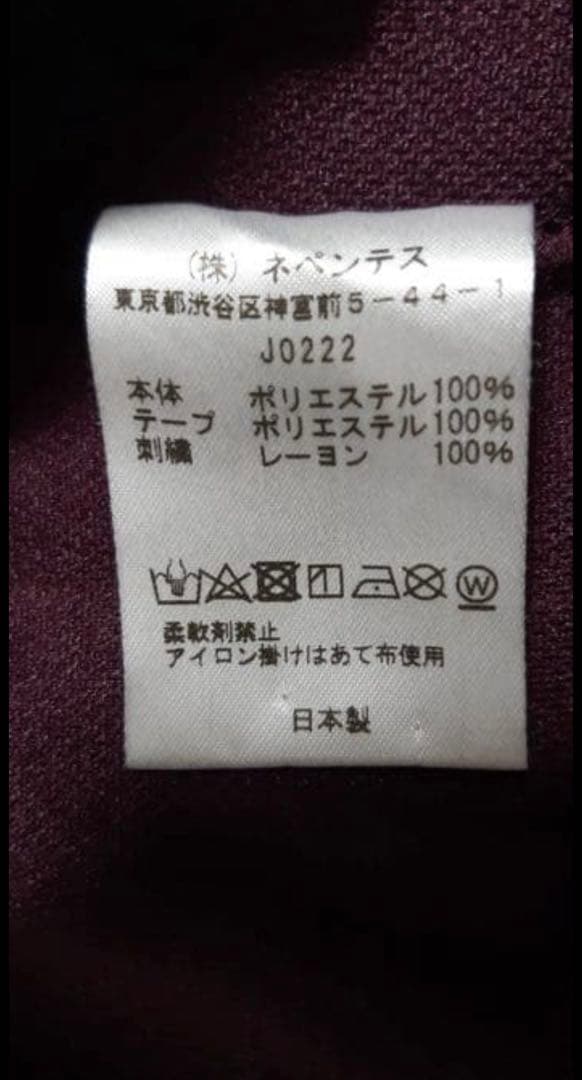 (株) ネペンテス
東京都渋谷区神宮前5-44-1
J0222
本体 ポリエステル100%
テープ ポリエステル100%
刺繍 レーヨン 100%
W
柔軟剤禁止
アイロン掛けはあて布使用
日本製